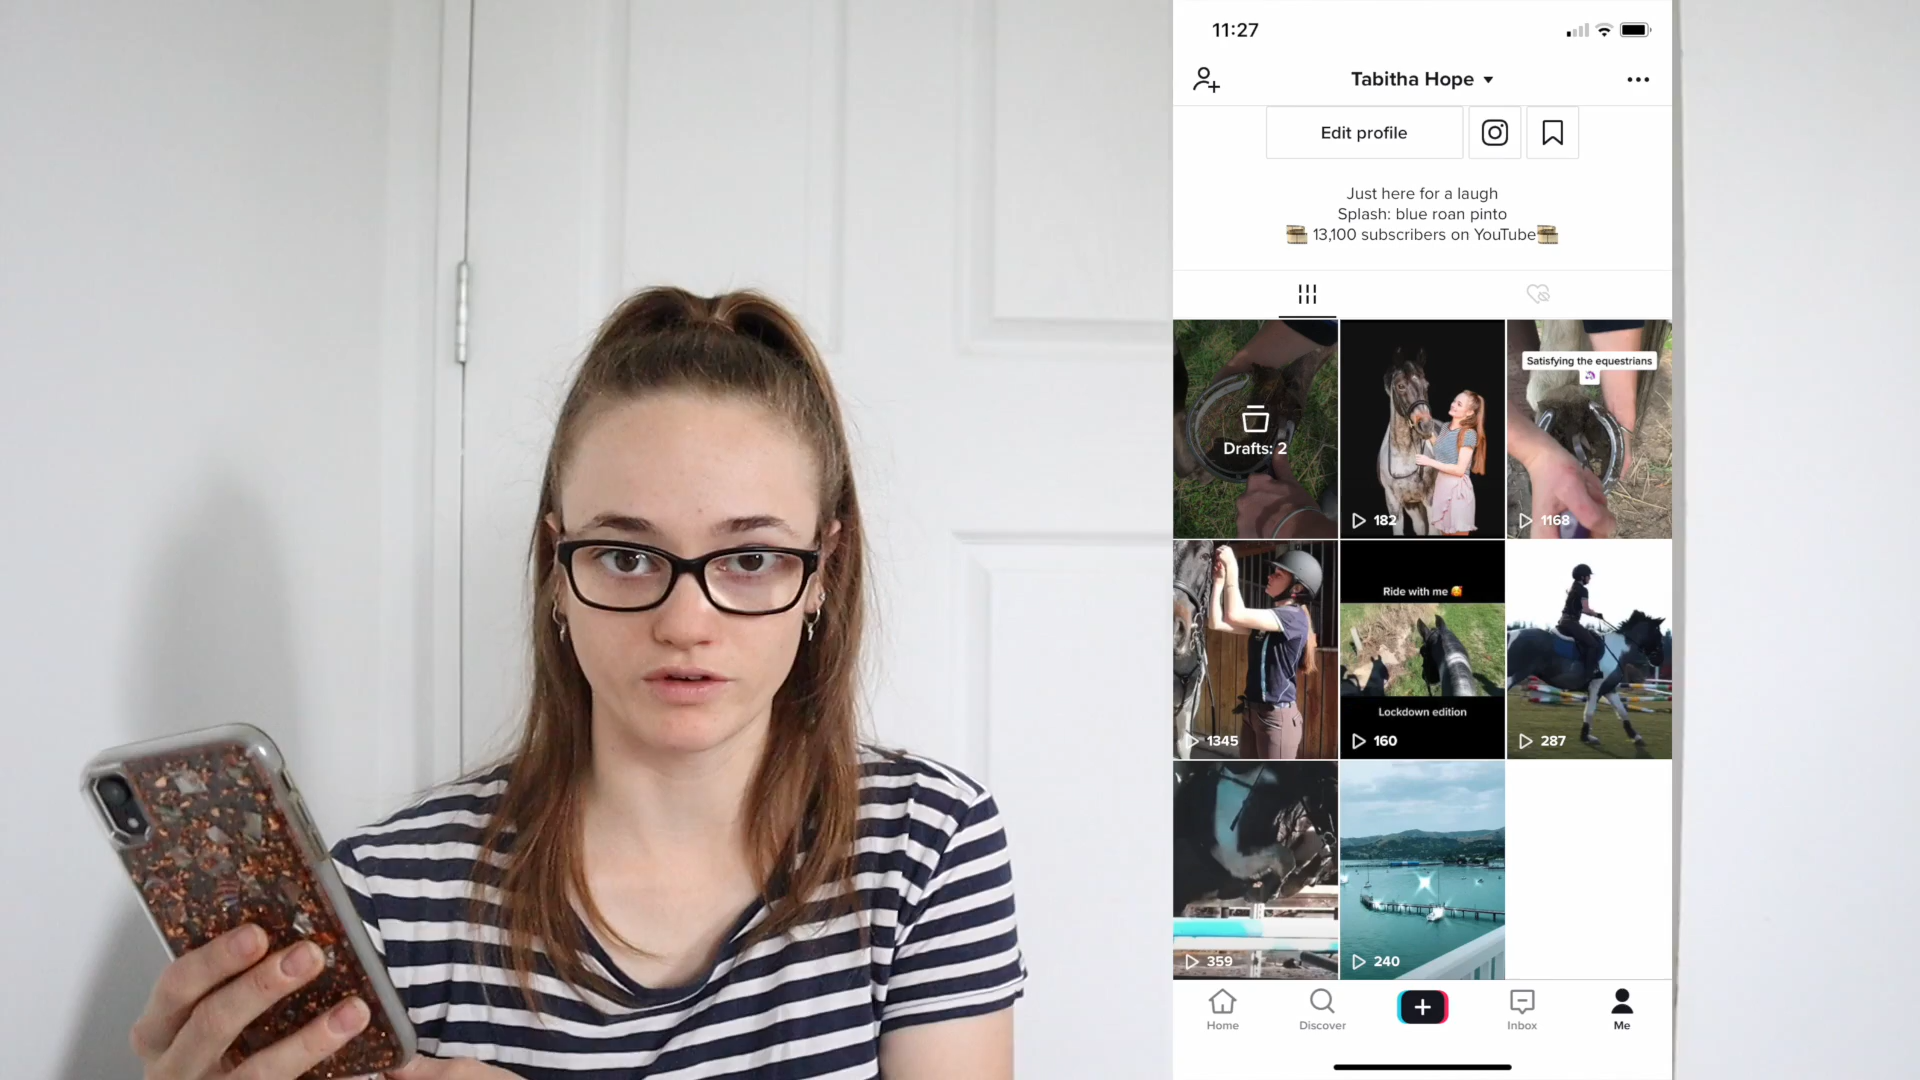 11:27
Tabitha Hope
Edit profile
Just here for a laugh
Splash: blue roan pinto
13,100 subscribers on YouTube
Satisfying the equestrians
Drafts: 2
182
1168
Ride with me
Lockdown edition
1345
160
287
359
240
Home
Discover
Inbox
Me